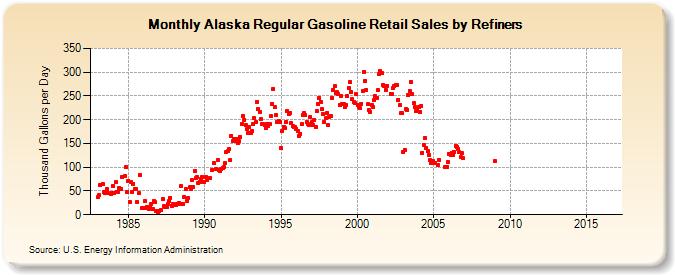 Monthly Alaska Regular Gasoline Retail Sales by Refiners
Thousand Gallons per Day
350
300
250
200
150
100
50
0
1985 1990 1995 2000 2005 2010 2015
Source: U.S. Energy Information Administration